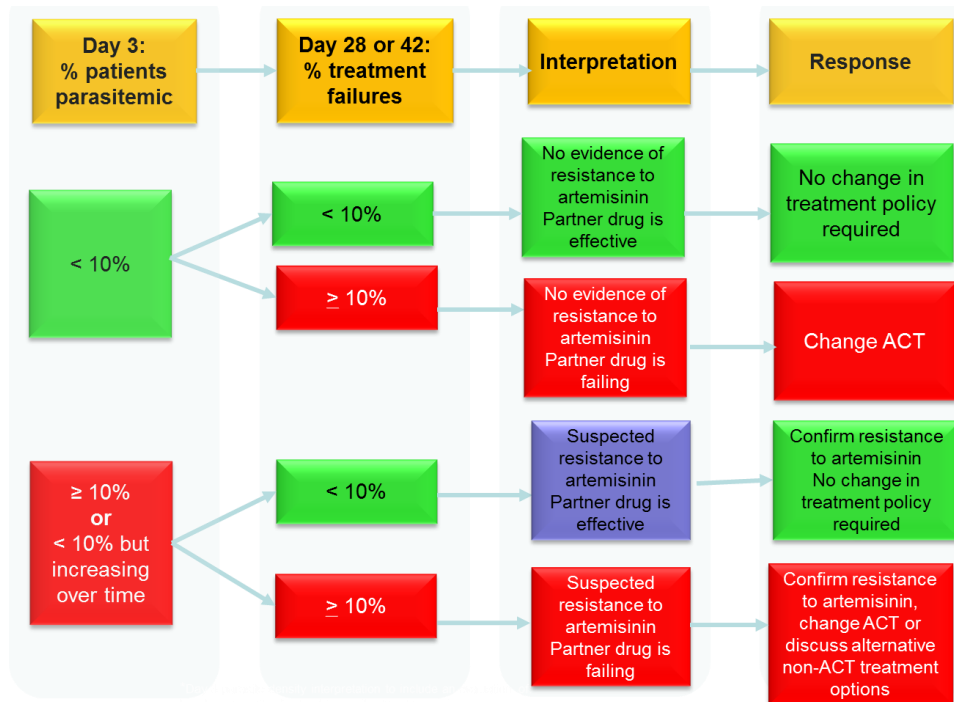 Day 3:
% patients
parasitemic
Day 28 or 42:
% treatment
failures
Interpretation
Response
< 10%
< 10%
No evidence of
resistance to
artemisinin
Partner drug is
effective
No change in
treatment policy
required
≥ 10%
No evidence of
resistance to
artemisinin
Partner drug is
failing
Change ACT
≥ 10%
or
< 10% but
increasing
over time
< 10%
Suspected
resistance to
artemisinin
Partner drug is
effective
Confirm resistance
to artemisinin
No change in
treatment policy
required
≥ 10%
Suspected
resistance to
artemisinin
Partner drug is
failing
Confirm resistance
to artemisinin,
change ACT or
discuss alternative
non-ACT treatment
options